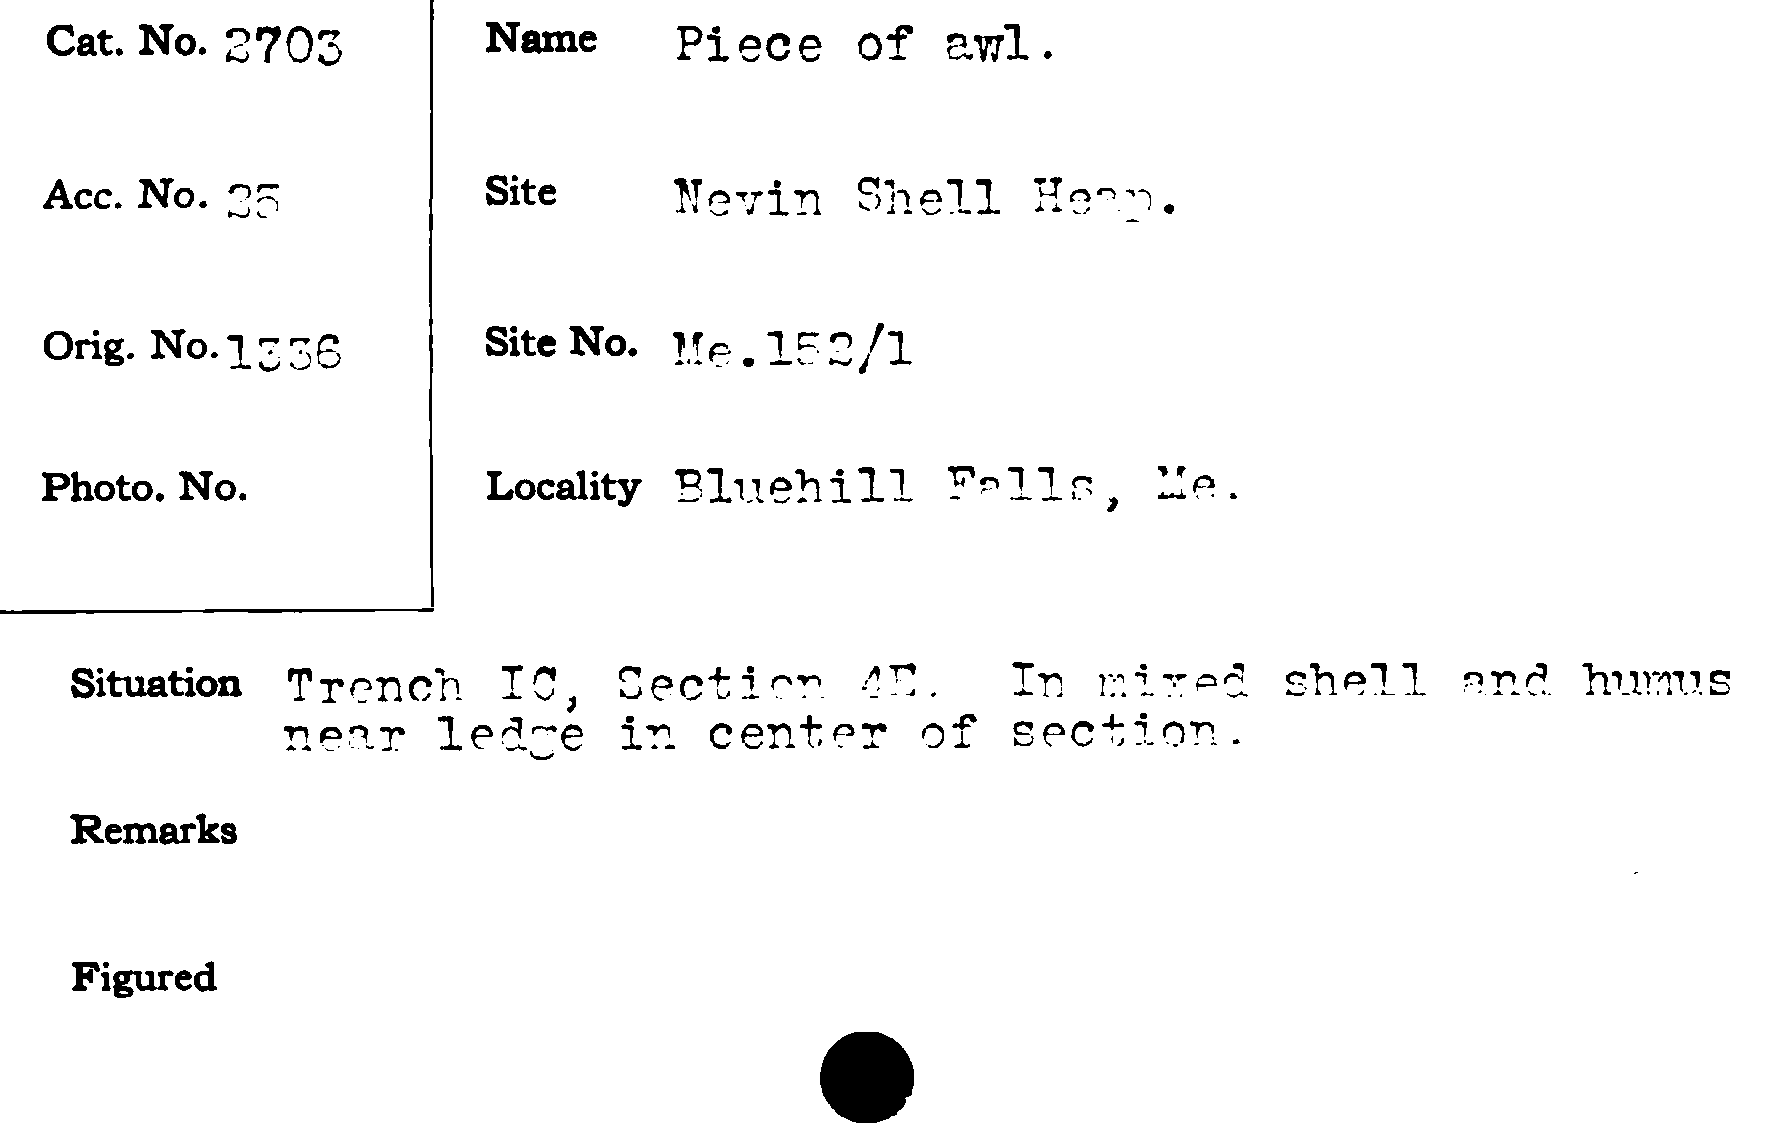 Cat. No. 2703
Name Piece of awl.
Acc. No. 25
Site Nevin Shell Heap.
Orig. No. 1336
Site No. Me.152/1
Photo. No.
Locality Bluehill Falls, Me.
Situation Trench IC, Section 4E. In mixed shell and humus
near ledge in center of section.
Remarks
Figured